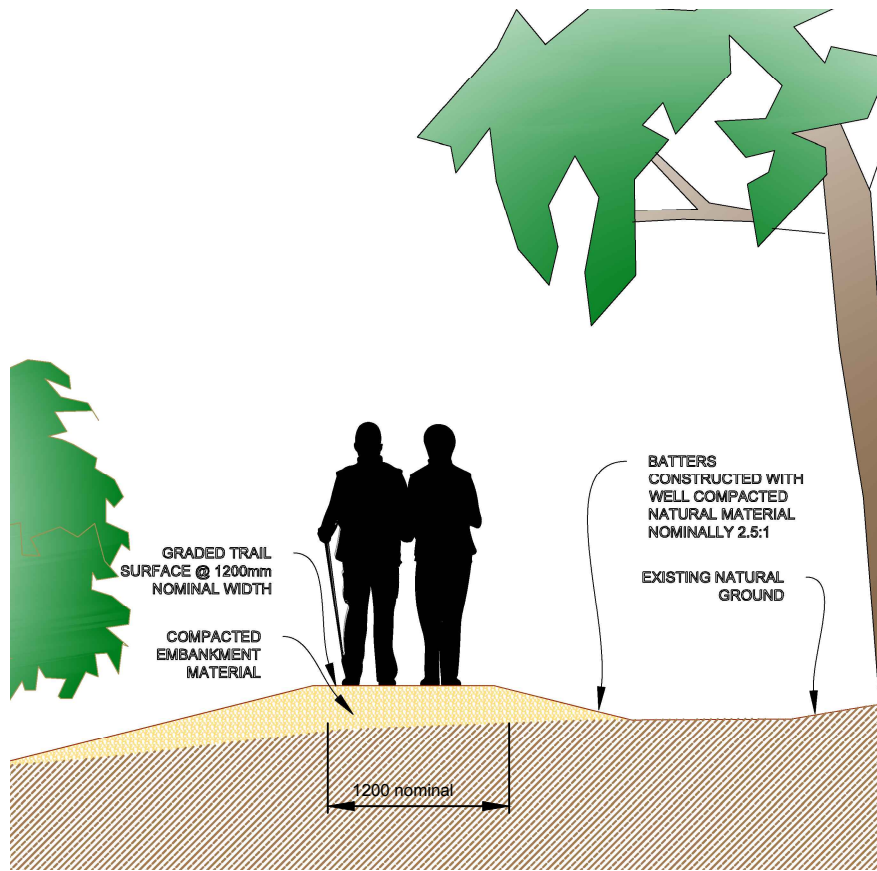 BATTERS
CONSTRUCTED WITH
WELL COMPACTED
NATURAL MATERIAL
NOMINALLY 2.5:1
GRADED TRAIL
SURFACE @ 1200mm
NOMINAL WIDTH
EXISTING NATURAL
GROUND
COMPACTED
EMBANKMENT
MATERIAL
1200 nominal